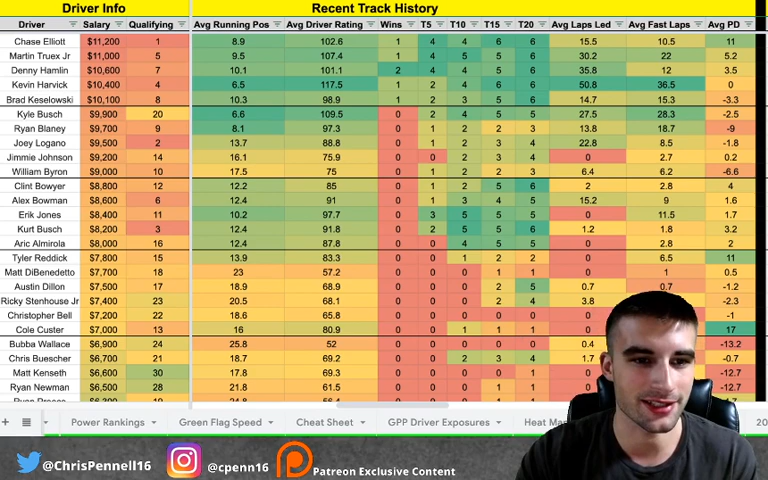 Driver Info Recent Track History
Driver Salary Qualifying Avg Running Pos Avg Driver Rating Wins T5 T10 T15 T20 Avg Laps Led Avg Fast Laps Avg PD
Chase Elliott $11,200 1 8.9 102.6 1 4 4 6 6 15.5 10.5 11
Martin Truex Jr $11,000 5 9.5 107.4 1 4 5 5 6 30.2 22 5.2
Denny Hamlin $10,600 7 10.1 101.1 2 4 4 5 6 35.8 12 3.5
Kevin Harvick $10,400 4 6.5 117.5 1 2 4 6 6 50.8 36.5 0
Brad Keselowski $10,100 8 10.3 98.9 1 2 3 5 6 14.7 15.3 -3.3
Kyle Busch $9,900 20 6.6 109.5 0 2 4 5 5 27.5 28.3 -2.5
Ryan Blaney $9,700 9 8.1 97.3 0 1 2 2 3 13.8 18.7 -9
Joey Logano $9,500 2 13.7 88.8 0 1 2 3 4 22.8 8.5 -1.8
Jimmie Johnson $9,200 14 16.1 75.9 0 0 2 3 4 0 2.7 0.2
William Byron $9,000 10 17.5 75 0 1 2 2 2 6.4 6.2 -6.6
Clint Bowyer $8,800 12 12.2 85 0 1 2 5 6 2 2.8 4
Alex Bowman $8,600 6 12.4 91 0 1 3 4 5 15.2 9 1.6
Erik Jones $8,400 11 10.2 97.7 0 3 5 5 5 0 11.5 1.7
Kurt Busch $8,200 3 12.4 91.8 0 2 5 5 6 1.2 1.8 3.2
Aric Almirola $8,000 16 12.4 87.8 0 0 4 5 5 0 2.8 2
Tyler Reddick $7,800 15 13.9 83.3 0 0 1 2 2 0 6.5 11
Matt DiBenedetto $7,700 18 23 57.2 0 0 0 1 1 0 1 0.5
Austin Dillon $7,500 17 18.9 68.9 0 0 0 2 5 0.7 0.7 -1.2
Ricky Stenhouse Jr $7,400 23 20.5 68.1 0 0 0 2 4 3.8 -2.3
Christopher Bell $7,200 22 18.6 65.8 0 0 0 0 0 0 -1
Cole Custer $7,000 13 16 80.9 0 0 1 1 1 0 17
Bubba Wallace $6,900 24 25.8 52 0 0 0 0 0 0.4 -13.2
Chris Buescher $6,700 21 18.7 69.2 0 0 2 3 4 1.7 -0.7
Matt Kenseth $6,600 30 17.8 69.3 0 0 0 0 0 0 -12.7
Ryan Newman $6,500 28 21.8 61.5 0 0 0 1 1 0 -12.7
+ Power Rankings Green Flag Speed Cheat Sheet GPP Driver Exposures Heat 20
@ChrisPennell16 @cpenn16 Patreon Exclusive Content